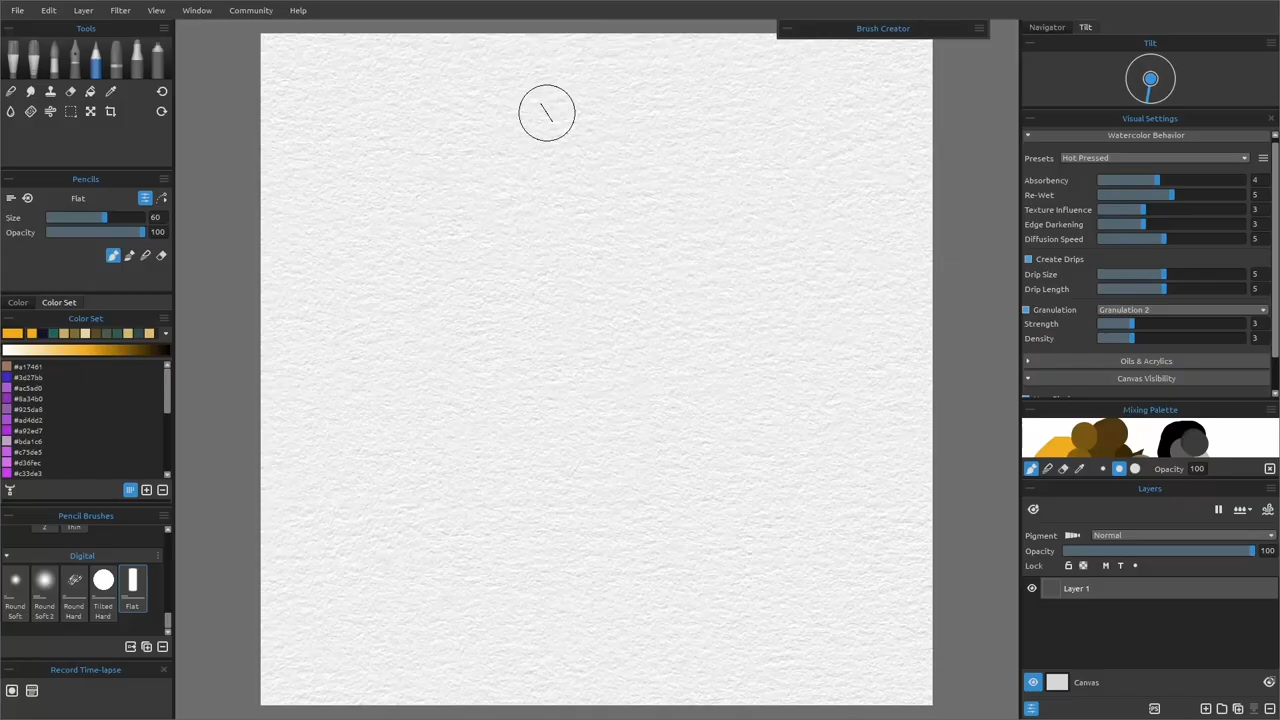 File Edit Layer Filter View Window Community Help
Tools
Brush Creator
Navigator Tilt
Tilt
Visual Settings
Watercolor Behavior
Presets Hot Pressed
Absorbency 4
Re-Wet 5
Texture Influence 3
Edge Darkening 3
Diffusion Speed 5
Create Drips
Drip Size 5
Drip Length 5
Granulation Granulation 2
Strength 3
Density 3
Oils & Acrylics
Canvas Visibility
Pencils
Flat
Size 60
Opacity 100
Color Color Set
Color Set
#a17461
#3d27bb
#ac5ad0
#8a34b0
#925da8
#ad4dd2
#a92ed7
#bda1c6
#c75de5
#d36fec
#c33de3
Pencil Brushes
2 Thin
Digital
Round Soft
Round Soft 2
Round Hard
Tilted Hard
Flat
Record Time-lapse
Mixing Palette
Opacity 100
Layers
Pigment Normal
Opacity 100
Lock M T
Layer 1
Canvas
PS